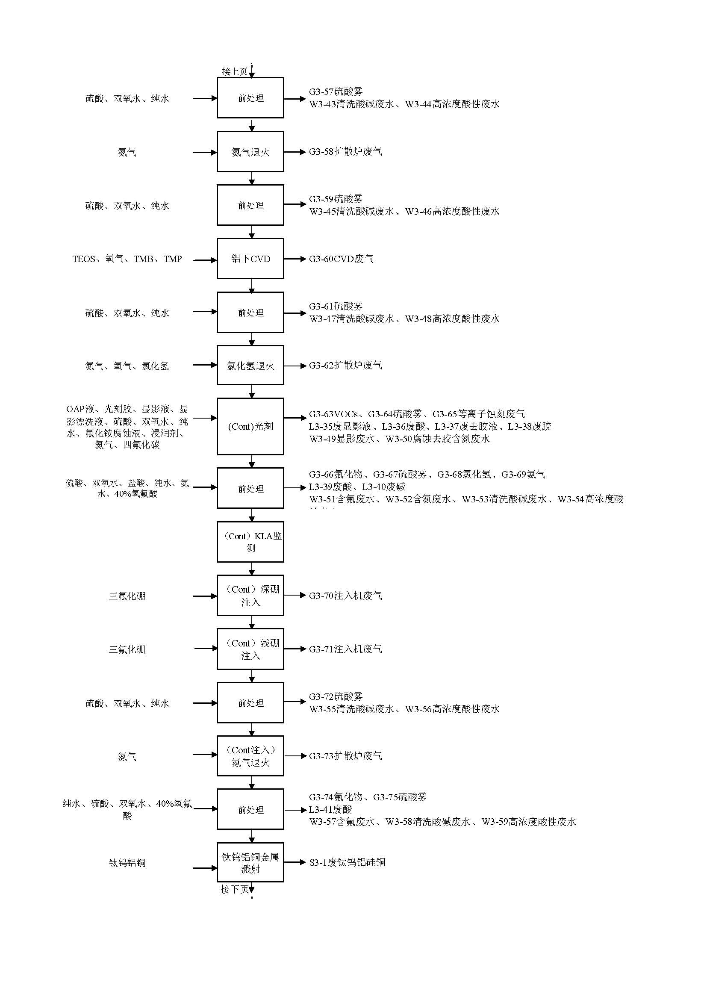 接上页
硫酸、双氧水、纯水
前处理
G3-57硫酸雾
W3-43清洗酸碱废水、W3-44高浓度酸性废水
氮气
氮气退火
G3-58扩散炉废气
硫酸、双氧水、纯水
前处理
G3-59硫酸雾
W3-45清洗酸碱废水、W3-46高浓度酸性废水
TEOS、氧气、TMB、TMP
铝下CVD
G3-60CVD废气
硫酸、双氧水、纯水
前处理
G3-61硫酸雾
W3-47清洗酸碱废水、W3-48高浓度酸性废水
氮气、氧气、氯化氢
氯化氢退火
G3-62扩散炉废气
OAP液、光刻胶、显影液、显
影漂洗液、硫酸、双氧水、纯
水、氟化铵腐蚀液、浸润剂、
氦气、四氟化碳
(Cont)光刻
G3-63VOCs、G3-64硫酸雾、G3-65等离子蚀刻废气
L3-35废显影液、L3-36废酸、L3-37废去胶液、L3-38废胶
W3-49显影废水、W3-50腐蚀去胶含氮废水
硫酸、双氧水、盐酸、纯水、氨
水、40%氢氟酸
前处理
G3-66氟化物、G3-67硫酸雾、G3-68氯化氢、G3-69氨气
L3-39废酸、L3-40废碱
W3-51含氟废水、W3-52含氮废水、W3-53清洗酸碱废水、W3-54高浓度酸
（Cont）KLA监
测
三氟化硼
（Cont）深硼
注入
G3-70注入机废气
三氟化硼
（Cont）浅硼
注入
G3-71注入机废气
硫酸、双氧水、纯水
前处理
G3-72硫酸雾
W3-55清洗酸碱废水、W3-56高浓度酸性废水
氮气
（Cont注入）
氮气退火
G3-73扩散炉废气
纯水、硫酸、双氧水、40%氢氟
酸
前处理
G3-74氟化物、G3-75硫酸雾
L3-41废酸
W3-57含氟废水、W3-58清洗酸碱废水、W3-59高浓度酸性废水
钛钨铝铜
钛钨铝铜金属
溅射
S3-1废钛钨铝硅铜
接下页